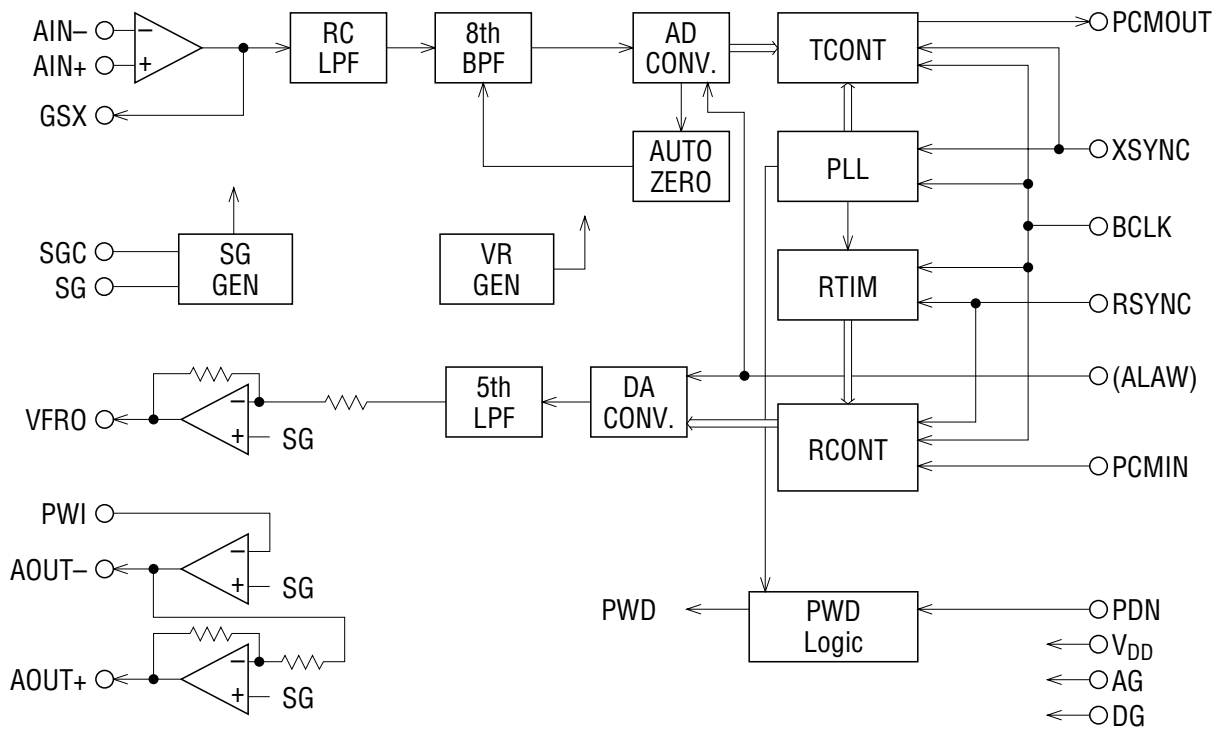 AIN–
AIN+
GSX
–
+
RC
LPF
8th
BPF
AD
CONV.
TCONT
PCMOUT
AUTO
ZERO
PLL
XSYNC
SGC
SG
SG
GEN
VR
GEN
RTIM
BCLK
RSYNC
VFRO
–
+
SG
5th
LPF
DA
CONV.
RCONT
(ALAW)
PCMIN
PWI
AOUT–
–
+
SG
AOUT+
–
+
SG
PWD
PWD
Logic
PDN
VDD
AG
DG